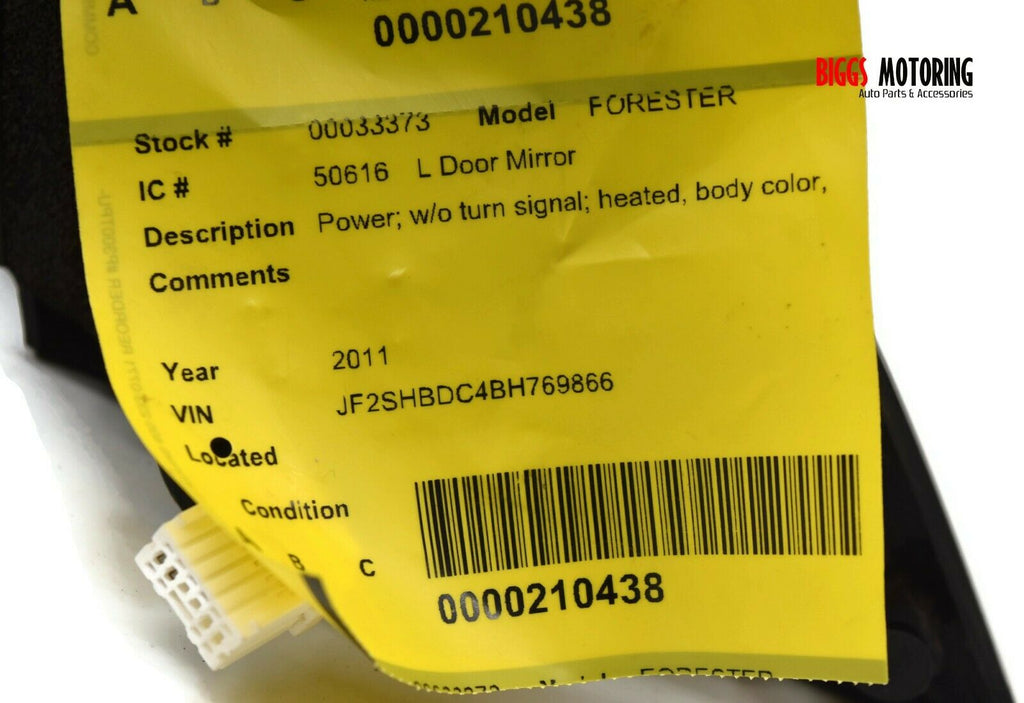 A
0000210438
BIGGS MOTORING
Auto Parts & Accessories
Stock # 00033373 Model FORESTER
IC # 50616 L Door Mirror
Description Power; w/o turn signal; heated, body color,
Comments
Year 2011
VIN JF2SHBDC4BH769866
Located
Condition
A B C
0000210438
FORESTER